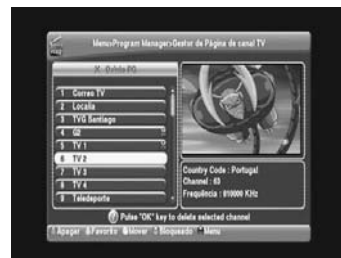 Menu>Program Manager>Gestor de Página de canal TV
1 Correo TV
2 Localia
3 TVG Santiago
4 G2
5 TV 1
6 TV 2
7 TV 3
8 TV 4
9 Teledeporte
Country Code : Portugal
Channel : 63
Frequência : 810000 KHz
Pulse "OK" key to delete selected channel
Apagar Favorito Mover Bloqueado Menu